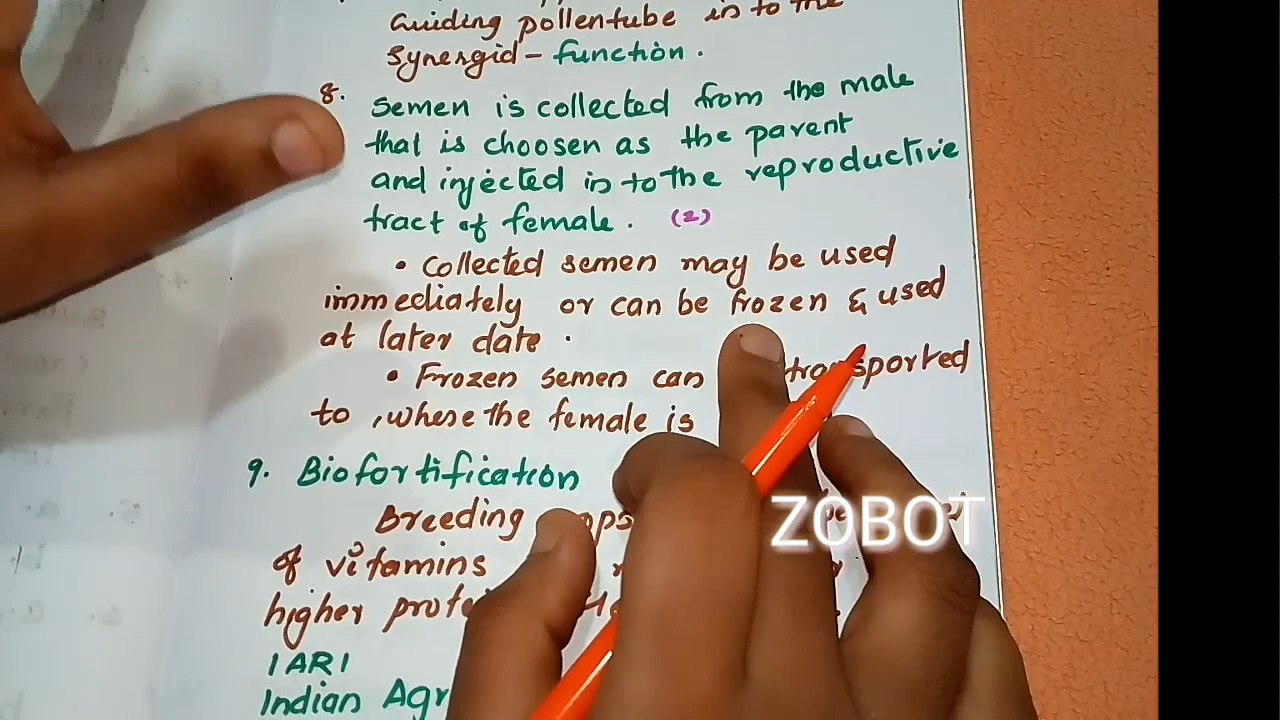 Guiding pollentube in to the
Synergid - function.
8. Semen is collected from the male
that is choosen as the parent
and injected in to the reproductive
tract of female. (2)
• Collected semen may be used
immediately or can be frozen & used
at later date.
• Frozen semen can transported
to, where the female is
9. Biofortification
Breeding
of vitamins
higher
IARI
Indian
ZOBOT